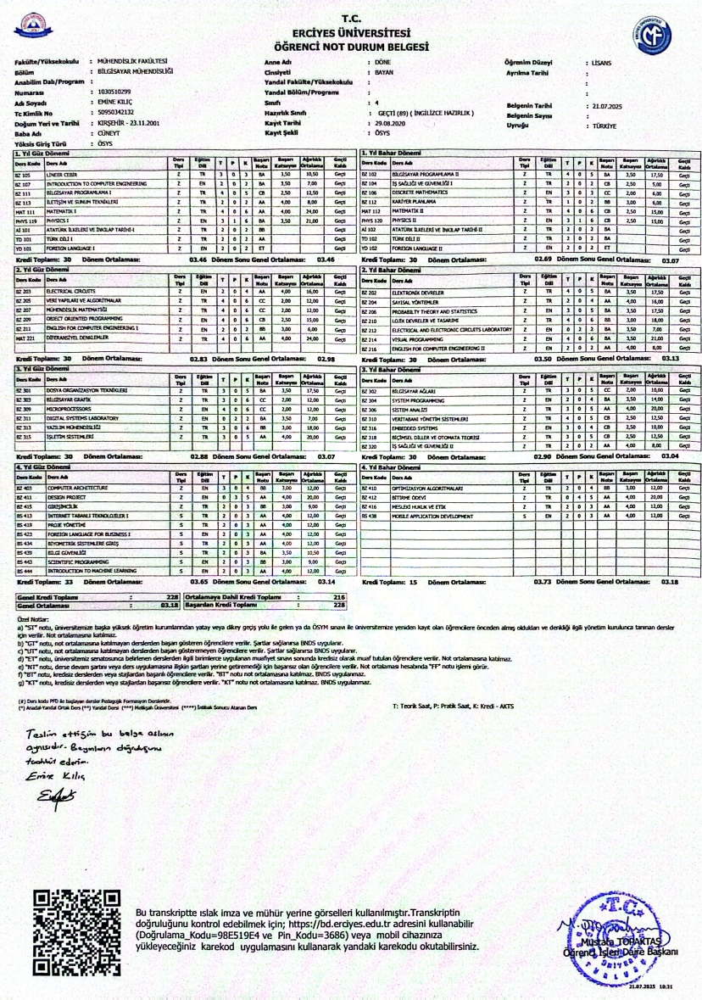 T.C.
ERCİYES ÜNİVERSİTESİ
ÖĞRENCİ NOT DURUM BELGESİ
Fakülte/Yüksekokulu : MÜHENDİSLİK FAKÜLTESİ
Bölüm : BİLGİSAYAR MÜHENDİSLİĞİ
Anabilim Dalı/Program :
Numarası : 1030510299
Adı Soyadı : EMİNE KILIÇ
Tc Kimlik No : 50950342132
Doğum Yeri ve Tarihi : KIRŞEHİR - 23.11.2001
Baba Adı : CÜNEYT
Yöksis Giriş Türü : ÖSYS
Anne Adı : DÖNE
Cinsiyeti : BAYAN
Yandal Fakülte/Yüksekokulu :
Yandal Bölüm/Programı :
Sınıfı : 4
Hazırlık Sınıfı : GEÇTİ (89) ( İNGİLİZCE HAZIRLIK )
Kayıt Tarihi : 29.08.2020
Kayıt Şekli : ÖSYS
Öğrenim Düzeyi : LİSANS
Ayrılma Tarihi :
:
:
Belgenin Tarihi : 21.07.2025
Belgenin Sayısı :
Uyruğu : TÜRKİYE
1. Yıl Güz Dönemi
Ders Kodu Ders Adı Ders Tipi Eğitim Dili T P K Başarı Notu Başarı Katsayısı Ağırlıklı Ortalama Geçti Kaldı
BZ 105 LİNEER CEBİR Z TR 3 0 3 BA 3,50 10,50 Geçti
BZ 107 INTRODUCTION TO COMPUTER ENGINEERING Z EN 2 0 2 BA 3,50 7,00 Geçti
BZ 111 BİLGİSAYAR PROGRAMLAMA I Z TR 4 0 5 CB 2,50 12,50 Geçti
BZ 113 İLETİŞİM VE SUNUM TEKNİKLERİ Z TR 2 0 2 AA 4,00 8,00 Geçti
MAT 111 MATEMATİK I Z TR 4 0 6 AA 4,00 24,00 Geçti
PHYS 119 PHYSICS I Z EN 3 1 6 BA 3,50 21,00 Geçti
Aİ 101 ATATÜRK İLKELERİ VE İNKILAP TARİHİ-I Z TR 2 0 2 BB Geçti
TD 101 TÜRK DİLİ I Z TR 2 0 2 AA Geçti
YD 101 FOREIGN LANGUAGE I Z EN 2 0 2 ET Geçti
Kredi Toplamı: 30 Dönem Ortalaması: 03.46 Dönem Sonu Genel Ortalaması: 03.46
1. Yıl Bahar Dönemi
Ders Kodu Ders Adı Ders Tipi Eğitim Dili T P K Başarı Notu Başarı Katsayısı Ağırlıklı Ortalama Geçti Kaldı
BZ 102 BİLGİSAYAR PROGRAMLAMA II Z TR 4 0 5 BA 3,50 17,50 Geçti
BZ 104 İŞ SAĞLIĞI VE GÜVENLİĞİ I Z TR 2 0 2 CB 2,50 5,00 Geçti
BZ 106 DISCRETE MATHEMATICS Z EN 3 0 3 CC 2,00 6,00 Geçti
BZ 112 KARİYER PLANLAMA Z TR 1 0 2 BB 3,00 6,00 Geçti
MAT 112 MATEMATİK II Z TR 4 0 6 CB 2,50 15,00 Geçti
PHYS 120 PHYSICS II Z EN 3 1 6 CB 2,50 15,00 Geçti
Aİ 102 ATATÜRK İLKELERİ VE İNKILAP TARİHİ-II Z TR 2 0 2 BA Geçti
TD 102 TÜRK DİLİ II Z TR 2 0 2 BA Geçti
YD 102 FOREIGN LANGUAGE II Z EN 2 0 2 ET Geçti
Kredi Toplamı: 30 Dönem Ortalaması: 02.69 Dönem Sonu Genel Ortalaması: 03.07
2. Yıl Güz Dönemi
Ders Kodu Ders Adı Ders Tipi Eğitim Dili T P K Başarı Notu Başarı Katsayısı Ağırlıklı Ortalama Geçti Kaldı
BZ 203 ELECTRICAL CIRCUITS Z EN 2 0 4 AA 4,00 16,00 Geçti
BZ 205 VERİ YAPILARI VE ALGORİTMALAR Z TR 4 0 6 CC 2,00 12,00 Geçti
BZ 207 MÜHENDİSLİK MATEMATİĞİ Z TR 4 0 6 CC 2,00 12,00 Geçti
BZ 209 OBJECT ORIENTED PROGRAMMING Z EN 4 0 6 CB 2,50 15,00 Geçti
BZ 211 ENGLISH FOR COMPUTER ENGINEERING I Z EN 2 0 2 BB 3,00 6,00 Geçti
MAT 221 DİFERANSİYEL DENKLEMLER Z TR 4 0 6 AA 4,00 24,00 Geçti
Kredi Toplamı: 30 Dönem Ortalaması: 02.83 Dönem Sonu Genel Ortalaması: 02.98
2. Yıl Bahar Dönemi
Ders Kodu Ders Adı Ders Tipi Eğitim Dili T P K Başarı Notu Başarı Katsayısı Ağırlıklı Ortalama Geçti Kaldı
BZ 202 ELEKTRONİK DEVRELER Z TR 4 0 5 BA 3,50 17,50 Geçti
BZ 204 SAYISAL YÖNTEMLER Z TR 2 0 4 AA 4,00 16,00 Geçti
BZ 206 PROBABILTY THEORY AND STATISTICS Z EN 3 0 5 BA 3,50 17,50 Geçti
BZ 210 LOJİK DEVRELER VE TASARIMI Z TR 4 0 6 BB 3,00 18,00 Geçti
BZ 212 ELECTRICAL AND ELECTRONIC CIRCUITS LABORATORY Z EN 0 2 2 BA 3,50 7,00 Geçti
BZ 214 VISUAL PROGRAMMING Z EN 4 0 6 BA 3,50 21,00 Geçti
BZ 216 ENGLISH FOR COMPUTER ENGINEERING II Z EN 2 0 2 AA 4,00 8,00 Geçti
Kredi Toplamı: 30 Dönem Ortalaması: 03.50 Dönem Sonu Genel Ortalaması: 03.13
3. Yıl Güz Dönemi
Ders Kodu Ders Adı Ders Tipi Eğitim Dili T P K Başarı Notu Başarı Katsayısı Ağırlıklı Ortalama Geçti Kaldı
BZ 301 DOSYA ORGANIZATION TEKNİKLERİ Z TR 3 0 5 BA 3,50 17,50 Geçti
BZ 303 BİLGİSAYAR GRAFİK Z TR 3 0 6 CC 2,00 12,00 Geçti
BZ 309 MICROPROCESSORS Z EN 4 0 6 CC 2,00 12,00 Geçti
BZ 311 DIGITAL SYSTEMS LABORATORY Z EN 0 2 2 BA 3,50 7,00 Geçti
BZ 313 YAZILIM MÜHENDİSLİĞİ Z TR 3 0 6 BB 3,00 18,00 Geçti
BZ 315 İŞLETİM SİSTEMLERİ Z TR 3 0 5 AA 4,00 20,00 Geçti
Kredi Toplamı: 30 Dönem Ortalaması: 02.88 Dönem Sonu Genel Ortalaması: 03.07
3. Yıl Bahar Dönemi
Ders Kodu Ders Adı Ders Tipi Eğitim Dili T P K Başarı Notu Başarı Katsayısı Ağırlıklı Ortalama Geçti Kaldı
BZ 302 BİLGİSAYAR AĞLARI Z TR 3 0 5 CC 2,00 10,00 Geçti
BZ 304 SYSTEM PROGRAMMING Z EN 2 0 4 BA 3,50 14,00 Geçti
BZ 306 SİSTEM ANALİZİ Z TR 3 0 5 AA 4,00 20,00 Geçti
BZ 310 VERİTABANI YÖNETİM SİSTEMLERİ Z TR 4 0 5 CB 2,50 12,50 Geçti
BZ 316 EMBEDDED SYSTEMS Z EN 3 0 4 CB 2,50 10,00 Geçti
BZ 318 BİÇİMSEL DİLLER VE OTOMATA TEORİSİ Z TR 3 0 5 CB 2,50 12,50 Geçti
BZ 320 İŞ SAĞLIĞI VE GÜVENLİĞİ II Z TR 2 0 2 AA 4,00 8,00 Geçti
Kredi Toplamı: 30 Dönem Ortalaması: 02.90 Dönem Sonu Genel Ortalaması: 03.04
4. Yıl Güz Dönemi
Ders Kodu Ders Adı Ders Tipi Eğitim Dili T P K Başarı Notu Başarı Katsayısı Ağırlıklı Ortalama Geçti Kaldı
BZ 403 COMPUTER ARCHITECTURE Z EN 3 0 4 BB 3,00 12,00 Geçti
BZ 411 DESIGN PROJECT Z EN 0 3 5 AA 4,00 20,00 Geçti
BZ 415 GİRİŞİMCİLİK Z TR 2 0 3 BB 3,00 9,00 Geçti
BS 413 İNTERNET TABANLI TEKNOLOJİLER I S TR 2 0 3 AA 4,00 12,00 Geçti
BS 419 PROJE YÖNETİMİ S TR 2 0 3 AA 4,00 12,00 Geçti
BS 423 FOREIGN LANGUAGE FOR BUSINESS I S EN 2 0 3 AA 4,00 12,00 Geçti
BS 434 BİYOMETRİK SİSTEMLERE GİRİŞ S TR 2 0 3 AA 4,00 12,00 Geçti
BS 439 BİLGİ GÜVENLİĞİ S TR 2 0 3 BA 3,50 10,50 Geçti
BS 443 SCIENTIFIC PROGRAMMING S EN 2 0 3 BB 3,00 9,00 Geçti
BS 444 INTRODUCTION TO MACHINE LEARNING S EN 2 0 3 AA 4,00 12,00 Geçti
Kredi Toplamı: 33 Dönem Ortalaması: 03.65 Dönem Sonu Genel Ortalaması: 03.14
4. Yıl Bahar Dönemi
Ders Kodu Ders Adı Ders Tipi Eğitim Dili T P K Başarı Notu Başarı Katsayısı Ağırlıklı Ortalama Geçti Kaldı
BZ 410 OPTİMİZASYON ALGORİTMALARI Z TR 2 0 4 BB 3,00 12,00 Geçti
BZ 412 BİTİRME ÖDEVİ Z TR 0 4 5 AA 4,00 20,00 Geçti
BZ 416 MESLEKİ HUKUK VE ETİK Z TR 2 0 3 AA 4,00 12,00 Geçti
BS 438 MOBILE APPLICATION DEVELOPMENT S EN 2 0 3 AA 4,00 12,00 Geçti
Kredi Toplamı: 15 Dönem Ortalaması: 03.73 Dönem Sonu Genel Ortalaması: 03.18
Genel Kredi Toplamı : 228 Ortalamaya Dahil Kredi Toplamı : 216
Genel Ortalaması : 03.18 Başarılan Kredi Toplamı : 228
Özel Notlar:
a) "ST" notu, üniversitemize başka yüksek öğretim kurumlarından yatay veya dikey geçiş yolu ile gelen ya da ÖSYM sınavı ile üniversitemize yeniden kayıt olan öğrencilere önceden almış oldukları ve denkliği ilgili yönetim kurulunca tanınan dersler
için verilir. Not ortalamasına katılmaz.
b) "GT" notu, not ortalamasına katılmayan derslerden başarı gösteren öğrencilere verilir. Şartlar sağlanırsa BNDS uygulanır.
c) "UT" notu, not ortalamasına katılmayan derslerden başarı gösteremeyen öğrencilere verilir. Şartlar sağlanırsa BNDS uygulanır.
d) "ET" notu, üniversitemiz senatosunca belirlenen derslerden ilgili birimlerce uygulanan muafiyet sınavı sonunda kredisiz olarak muaf tutulan öğrencilere verilir. Not ortalamasına katılmaz.
e) "NT" notu, derse devam şartını veya ders uygulamasına ilişkin şartları yerine getiremediği için başarısız olan öğrencilere verilir. Not ortalaması hesabında "FF" notu işlemi görür.
f) "BT" notu, kredisiz derslerden veya stajlardan başarılı öğrencilere verilir. "BT" notu not ortalamasına katılmaz. BNDS uygulanmaz.
g) "KT" notu, kredisiz derslerden veya stajlardan başarısız öğrencilere verilir. "KT" notu not ortalamasına katılmaz. BNDS uygulanmaz.
(#) Ders kodu PFD ile başlayan dersler Pedagojik Formasyon Dersleridir.
(*) Anadal-Yandal Ortak Ders (**) Yandal Dersi (***) Melikşah Üniversitesi (****) İntibak Sonucu Atanan Ders
T: Teorik Saat, P: Pratik Saat, K: Kredi - AKTS
Teslim ettiğim bu belge aslının
aynısıdır. Beyanların doğruluğunu
taahhüt ederim.
Emine Kılıç
Bu transkriptte ıslak imza ve mühür yerine görselleri kullanılmıştır.Transkriptin
doğruluğunu kontrol edebilmek için; https://bd.erciyes.edu.tr adresini kullanabilir
(Doğrulama_Kodu=98E519E4 ve Pin_Kodu=3686) veya mobil cihazınıza
yükleyeceğiniz karekod uygulamasını kullanarak yandaki karekodu okutabilirsiniz.
T.C.
Mustafa TOPAKTAŞ
Öğrenci İşleri Daire Başkanı
21.07.2025 10:31